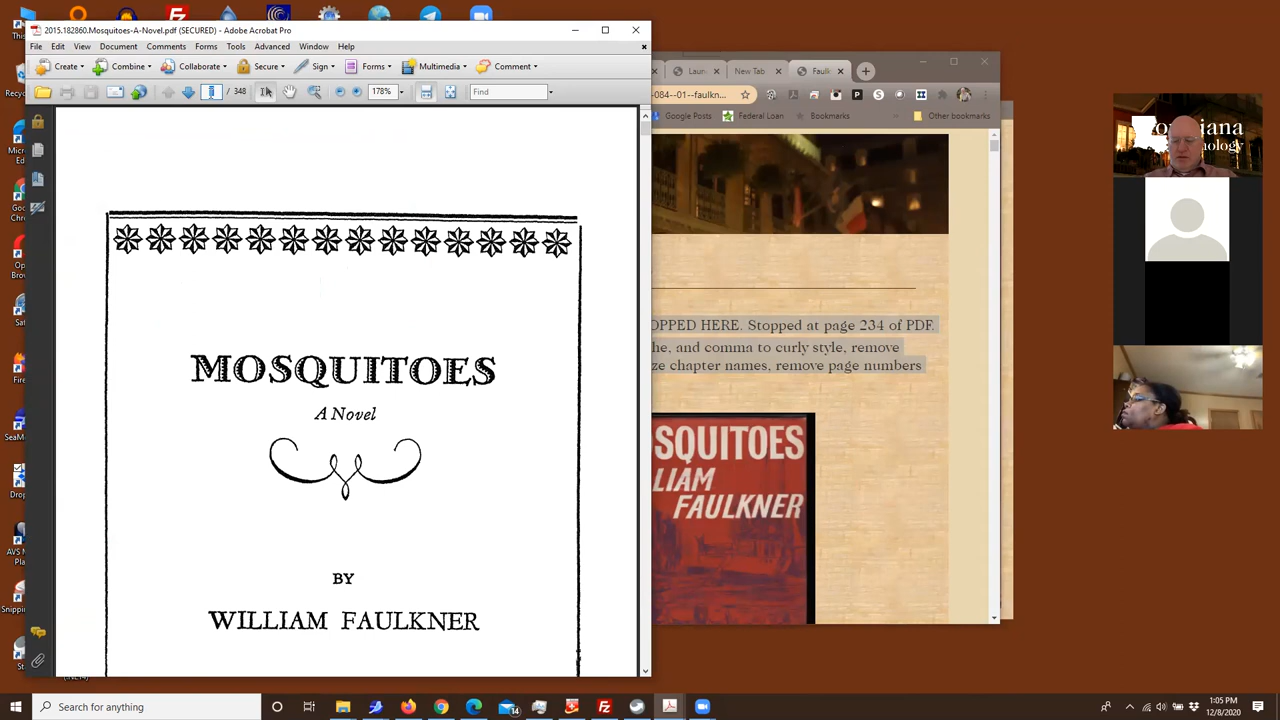 2015.182860.Mosquitoes-A-Novel.pdf (SECURED) - Adobe Acrobat Pro
File Edit View Document Comments Forms Tools Advanced Window Help
Create Combine Collaborate Secure Sign Forms Multimedia Comment
/ 348 178% Find
MOSQUITOES
A Novel
BY
WILLIAM FAULKNER
New Tab
-084--01--faulkn...
Google Posts Federal Loan Bookmarks Other bookmarks
OPPED HERE. Stopped at page 234 of PDF.
he, and comma to curly style, remove
ze chapter names, remove page numbers
SQUITOES
LIAM
FAULKNER
Search for anything
14
1:05 PM
12/8/2020